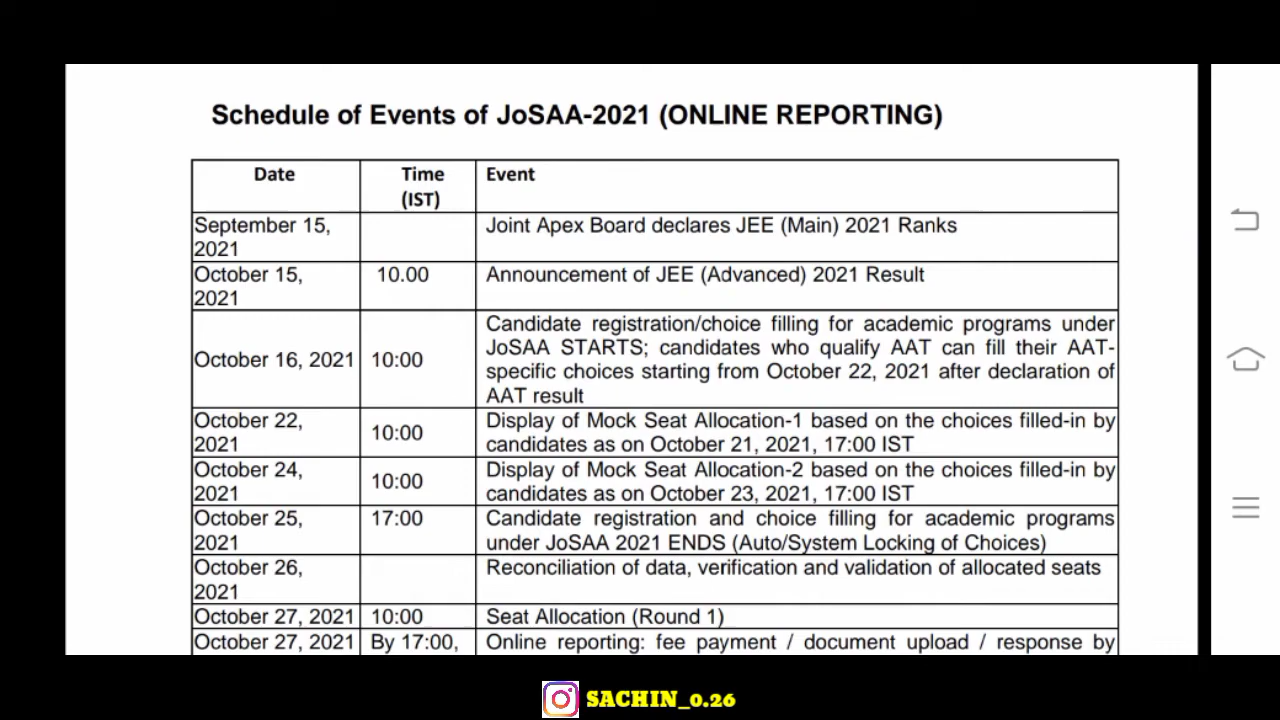 Schedule of Events of JoSAA-2021 (ONLINE REPORTING)
Date Time (IST) Event
September 15, 2021 Joint Apex Board declares JEE (Main) 2021 Ranks
October 15, 2021 10.00 Announcement of JEE (Advanced) 2021 Result
October 16, 2021 10:00 Candidate registration/choice filling for academic programs under
JoSAA STARTS; candidates who qualify AAT can fill their AAT-
specific choices starting from October 22, 2021 after declaration of
AAT result
October 22, 2021 10:00 Display of Mock Seat Allocation-1 based on the choices filled-in by
candidates as on October 21, 2021, 17:00 IST
October 24, 2021 10:00 Display of Mock Seat Allocation-2 based on the choices filled-in by
candidates as on October 23, 2021, 17:00 IST
October 25, 2021 17:00 Candidate registration and choice filling for academic programs
under JoSAA 2021 ENDS (Auto/System Locking of Choices)
October 26, 2021 Reconciliation of data, verification and validation of allocated seats
October 27, 2021 10:00 Seat Allocation (Round 1)
October 27, 2021 By 17:00, Online reporting: fee payment / document upload / response by
SACHIN_0.26